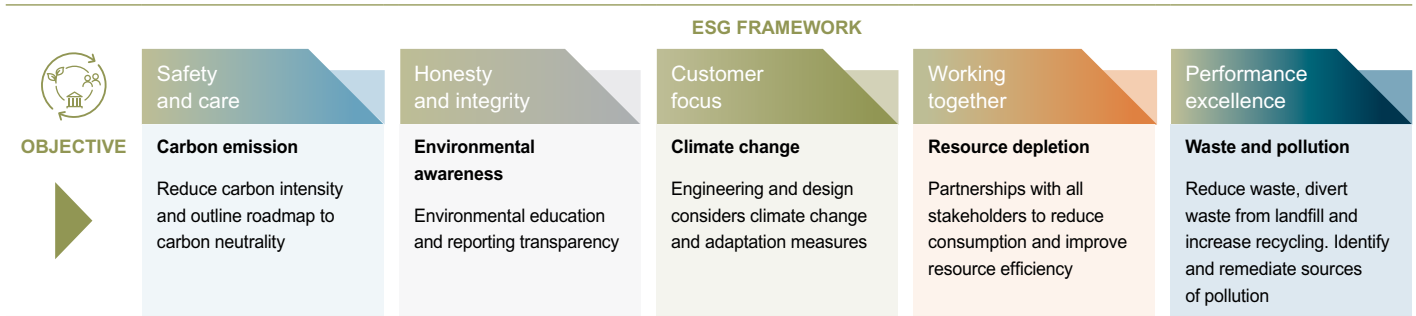 ESG FRAMEWORK
OBJECTIVE
Safety
and care
Carbon emission
Reduce carbon intensity
and outline roadmap to
carbon neutrality
Honesty
and integrity
Environmental
awareness
Environmental education
and reporting transparency
Customer
focus
Climate change
Engineering and design
considers climate change
and adaptation measures
Working
together
Resource depletion
Partnerships with all
stakeholders to reduce
consumption and improve
resource efficiency
Performance
excellence
Waste and pollution
Reduce waste, divert
waste from landfill and
increase recycling. Identify
and remediate sources
of pollution